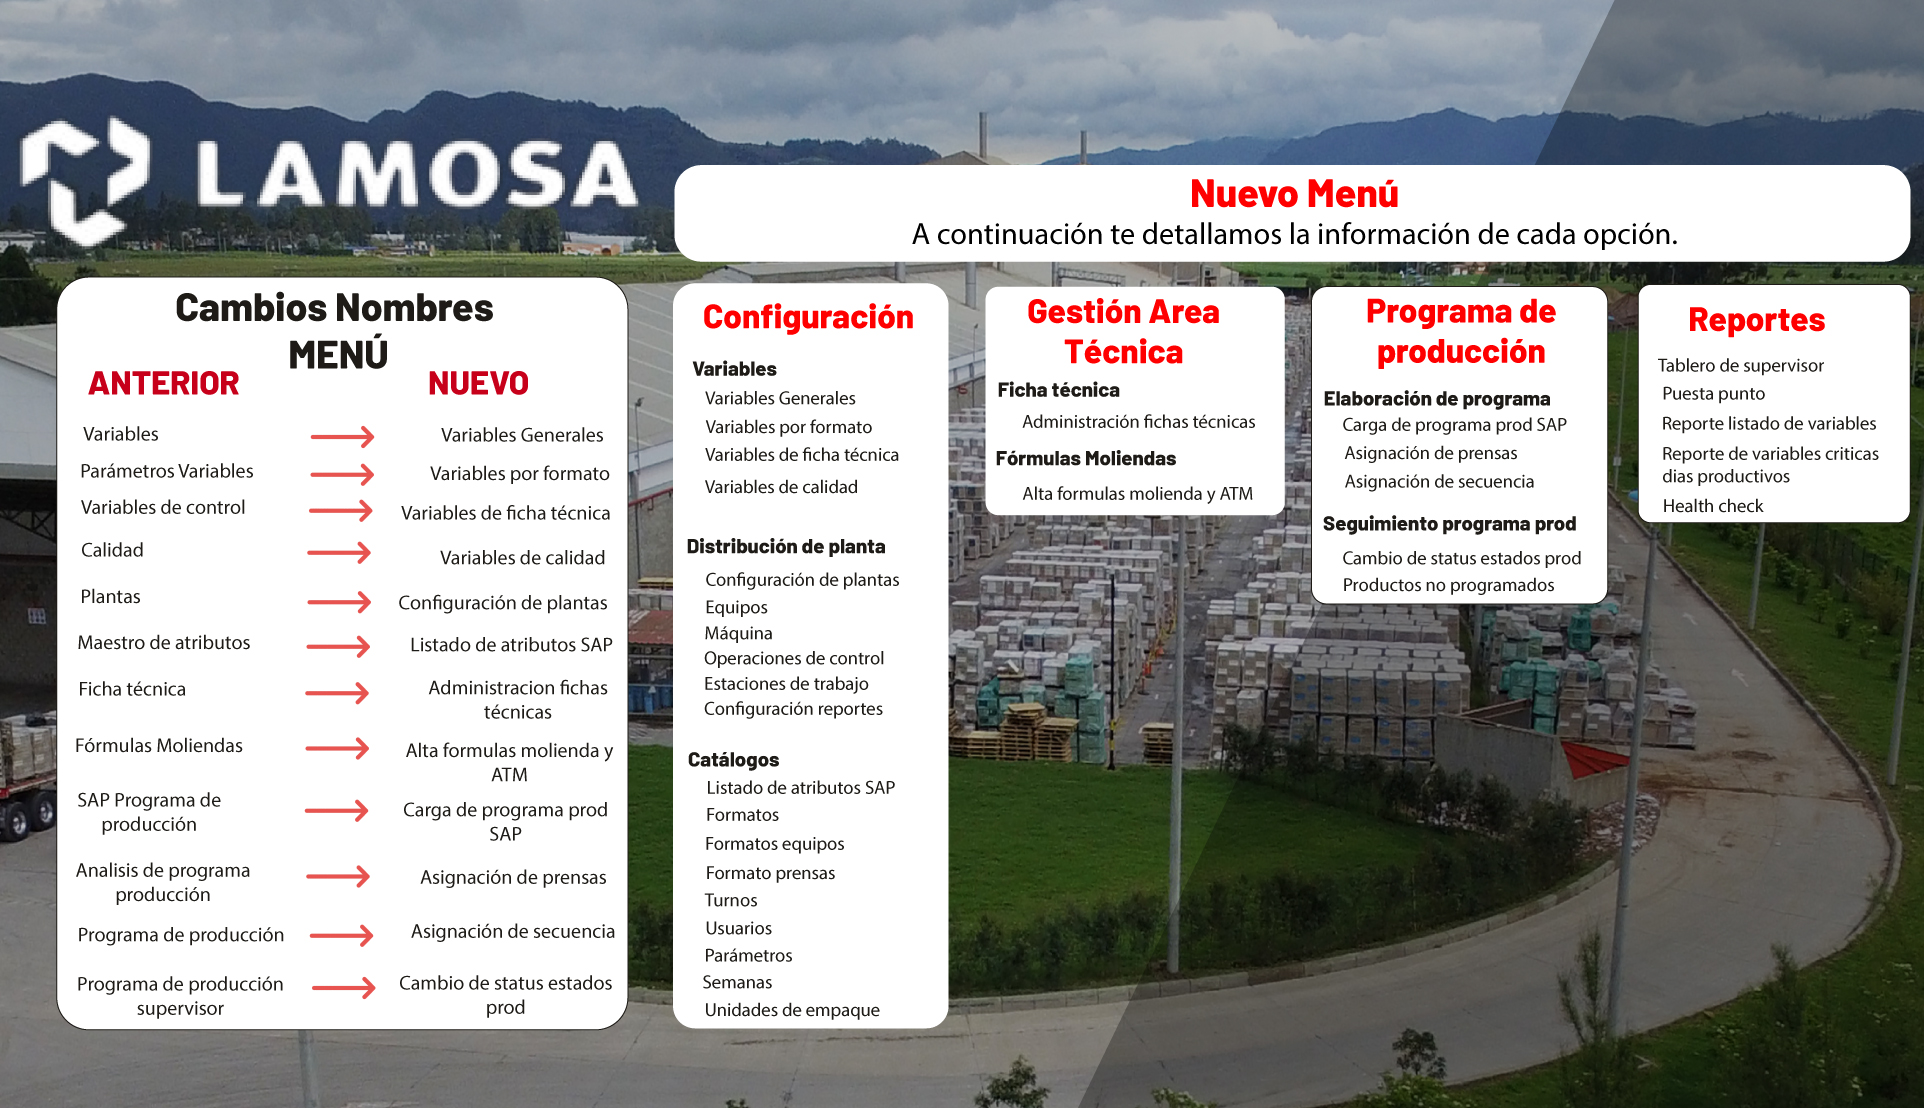 LAMOSA
Nuevo Menú
A continuación te detallamos la información de cada opción.
Cambios Nombres
MENÚ
ANTERIOR NUEVO
Variables Variables Generales
Parámetros Variables Variables por formato
Variables de control Variables de ficha técnica
Calidad Variables de calidad
Plantas Configuración de plantas
Maestro de atributos Listado de atributos SAP
Ficha técnica Administracion fichas
técnicas
Fórmulas Moliendas Alta formulas molienda y
ATM
SAP Programa de
producción
Carga de programa prod
SAP
Analisis de programa
producción
Asignación de prensas
Programa de producción Asignación de secuencia
Programa de producción
supervisor
Cambio de status estados
prod
Configuración
Variables
Variables Generales
Variables por formato
Variables de ficha técnica
Variables de calidad
Distribución de planta
Configuración de plantas
Equipos
Máquina
Operaciones de control
Estaciones de trabajo
Configuración reportes
Catálogos
Listado de atributos SAP
Formatos
Formatos equipos
Formato prensas
Turnos
Usuarios
Parámetros
Semanas
Unidades de empaque
Gestión Area
Técnica
Ficha técnica
Administración fichas técnicas
Fórmulas Moliendas
Alta formulas molienda y ATM
Programa de
producción
Elaboración de programa
Carga de programa prod SAP
Asignación de prensas
Asignación de secuencia
Seguimiento programa prod
Cambio de status estados prod
Productos no programados
Reportes
Tablero de supervisor
Puesta punto
Reporte listado de variables
Reporte de variables criticas
dias productivos
Health check